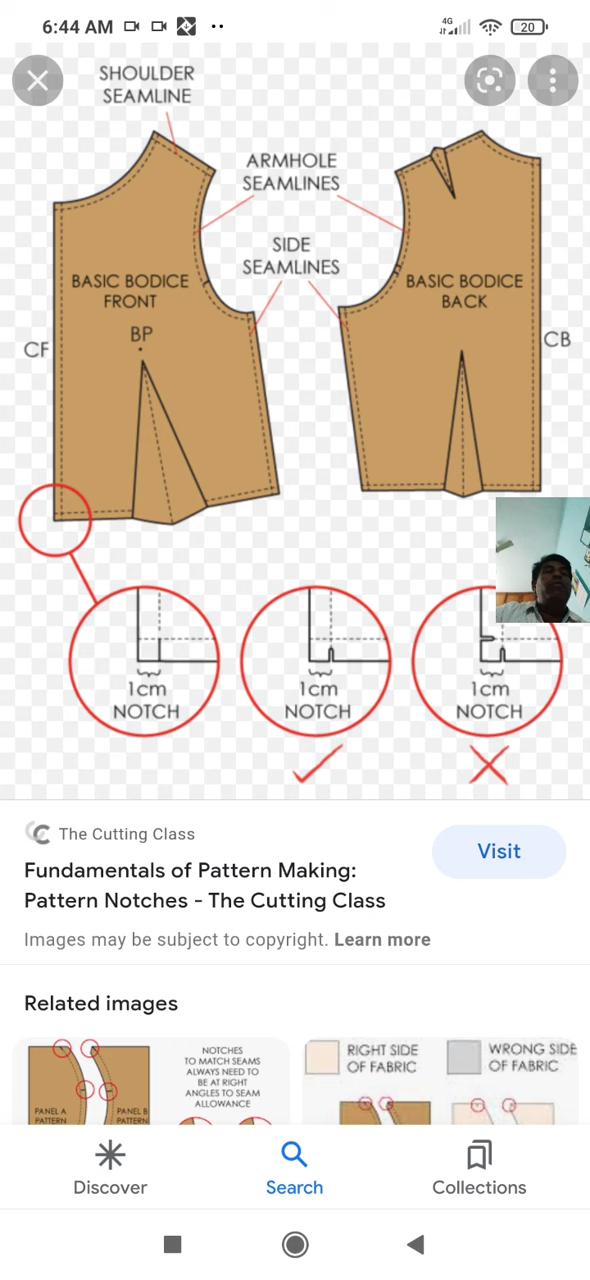 6:44 AM
4G
20
SHOULDER
SEAMLINE
ARMHOLE
SEAMLINES
SIDE
SEAMLINES
BASIC BODICE
FRONT
BASIC BODICE
BACK
BP
CF
CB
1cm
NOTCH
1cm
NOTCH
1cm
NOTCH
The Cutting Class
Visit
Fundamentals of Pattern Making:
Pattern Notches - The Cutting Class
Images may be subject to copyright. Learn more
Related images
NOTCHES
TO MATCH SEAMS
ALWAYS NEED TO
BE AT RIGHT
ANGLES TO SEAM
ALLOWANCE
PANEL A
PATTERN
PANEL B
PATTERN
RIGHT SIDE
OF FABRIC
WRONG SIDE
OF FABRIC
Discover
Search
Collections